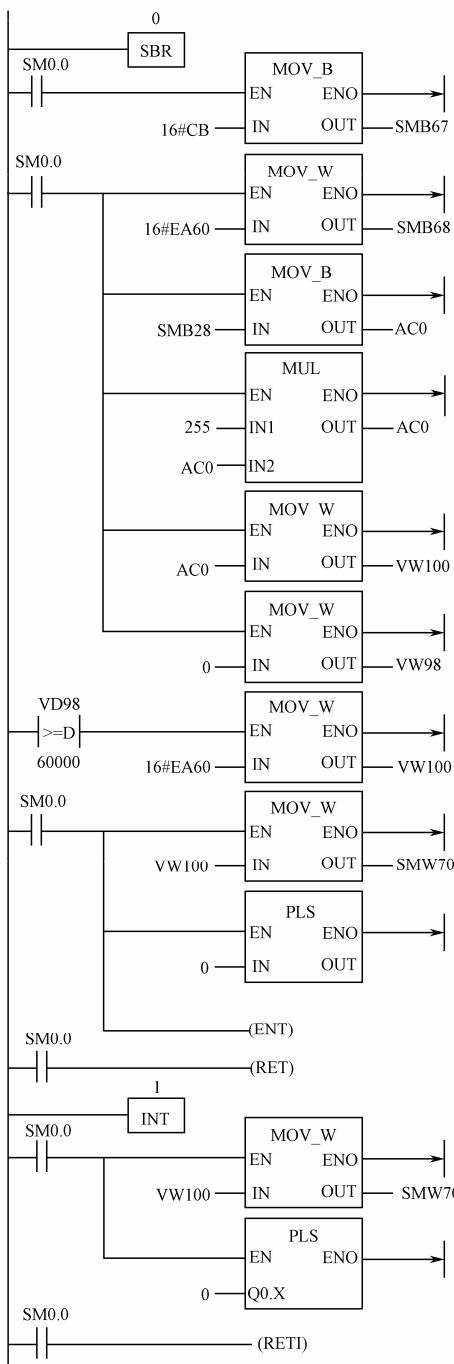 0
SBR
SM0.0
MOV_B
EN ENO
16#CB IN OUT SMB67
SM0.0
MOV_W
EN ENO
16#EA60 IN OUT SMB68
MOV_B
EN ENO
SMB28 IN OUT AC0
MUL
EN ENO
255 IN1 OUT AC0
AC0 IN2
MOV_W
EN ENO
AC0 IN OUT VW100
MOV_W
EN ENO
0 IN OUT VW98
VD98
MOV_W
>=D EN ENO
60000
16#EA60 IN OUT VW100
SM0.0
MOV_W
EN ENO
VW100 IN OUT SMW70
PLS
EN ENO
0 IN OUT
(ENT)
SM0.0
(RET)
1
INT
SM0.0
MOV_W
EN ENO
VW100 IN OUT SMW70
PLS
EN ENO
0 Q0.X
SM0.0
(RETI)